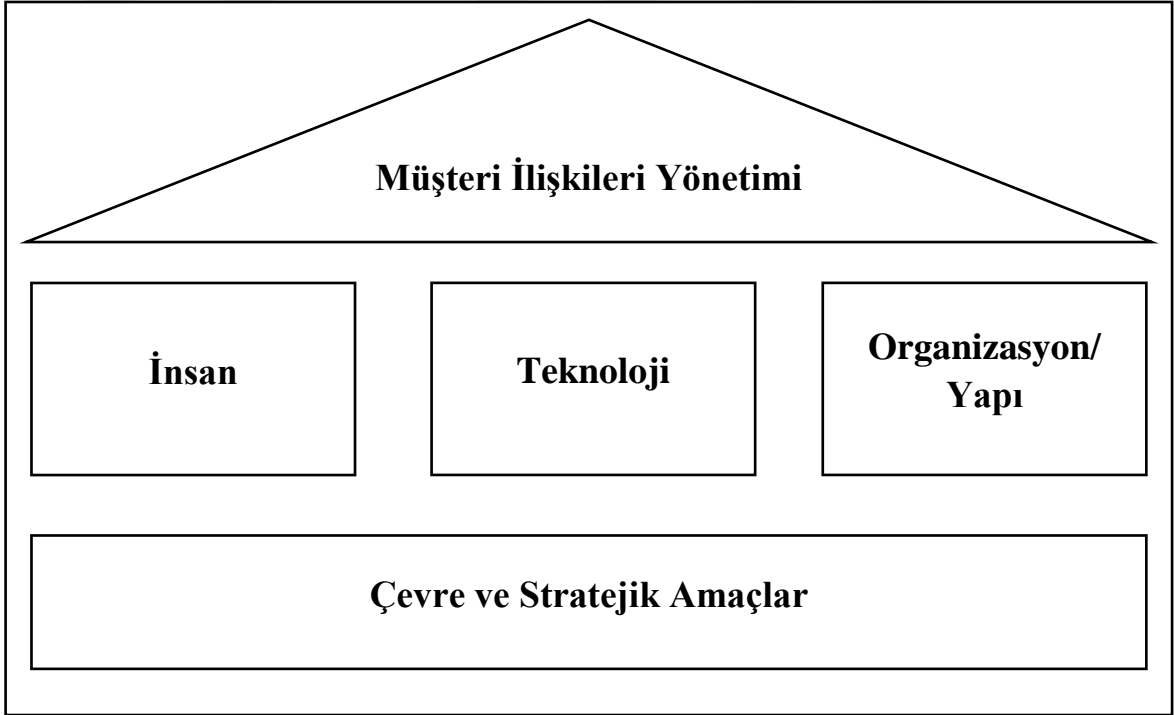 Müşteri İlişkileri Yönetimi
İnsan
Teknoloji
Organizasyon/
Yapı
Çevre ve Stratejik Amaçlar